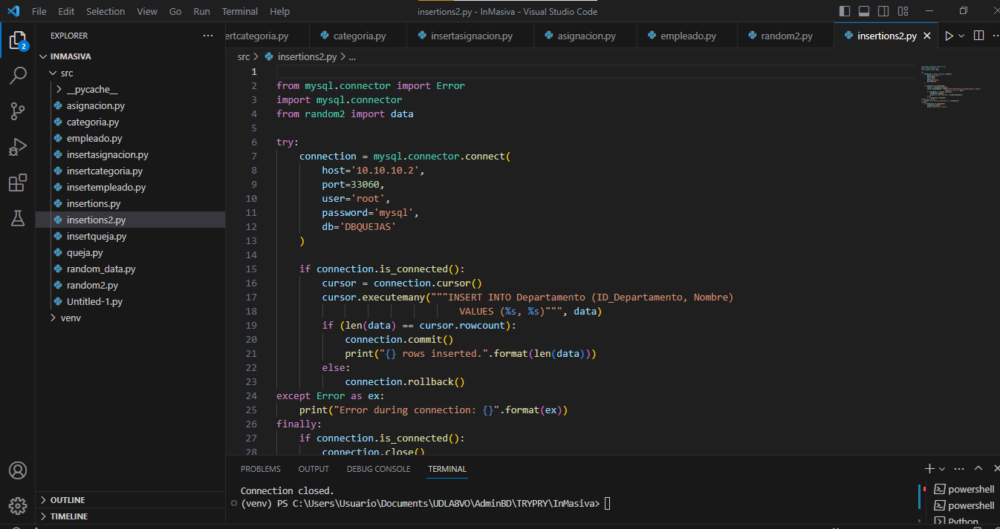 File Edit Selection View Go Run Terminal Help
insertions2.py - InMasiva - Visual Studio Code
EXPLORER
ertcategoria.py
categoria.py
insertasignacion.py
asignacion.py
empleado.py
random2.py
insertions2.py
2
INMASIVA
src
__pycache__
asignacion.py
categoria.py
empleado.py
insertasignacion.py
insertcategoria.py
insertempleado.py
insertions.py
insertions2.py
insertqueja.py
queja.py
random_data.py
random2.py
Untitled-1.py
venv
OUTLINE
TIMELINE
src > insertions2.py > ...
1
2 from mysql.connector import Error
3 import mysql.connector
4 from random2 import data
5
6 try:
7     connection = mysql.connector.connect(
8         host='10.10.10.2',
9         port=33060,
10         user='root',
11         password='mysql',
12         db='DBQUEJAS'
13     )
14
15     if connection.is_connected():
16         cursor = connection.cursor()
17         cursor.executemany("""INSERT INTO Departamento (ID_Departamento, Nombre)
18                                 VALUES (%s, %s)""", data)
19         if (len(data) == cursor.rowcount):
20             connection.commit()
21             print("{} rows inserted.".format(len(data)))
22         else:
23             connection.rollback()
24 except Error as ex:
25     print("Error during connection: {}".format(ex))
26 finally:
27     if connection.is_connected():
28         connection.close()
PROBLEMS OUTPUT DEBUG CONSOLE TERMINAL
Connection closed.
(venv) PS C:\Users\Usuario\Documents\UDLA8VO\AdminBD\TRYPRY\InMasiva>
powershell
powershell
Python